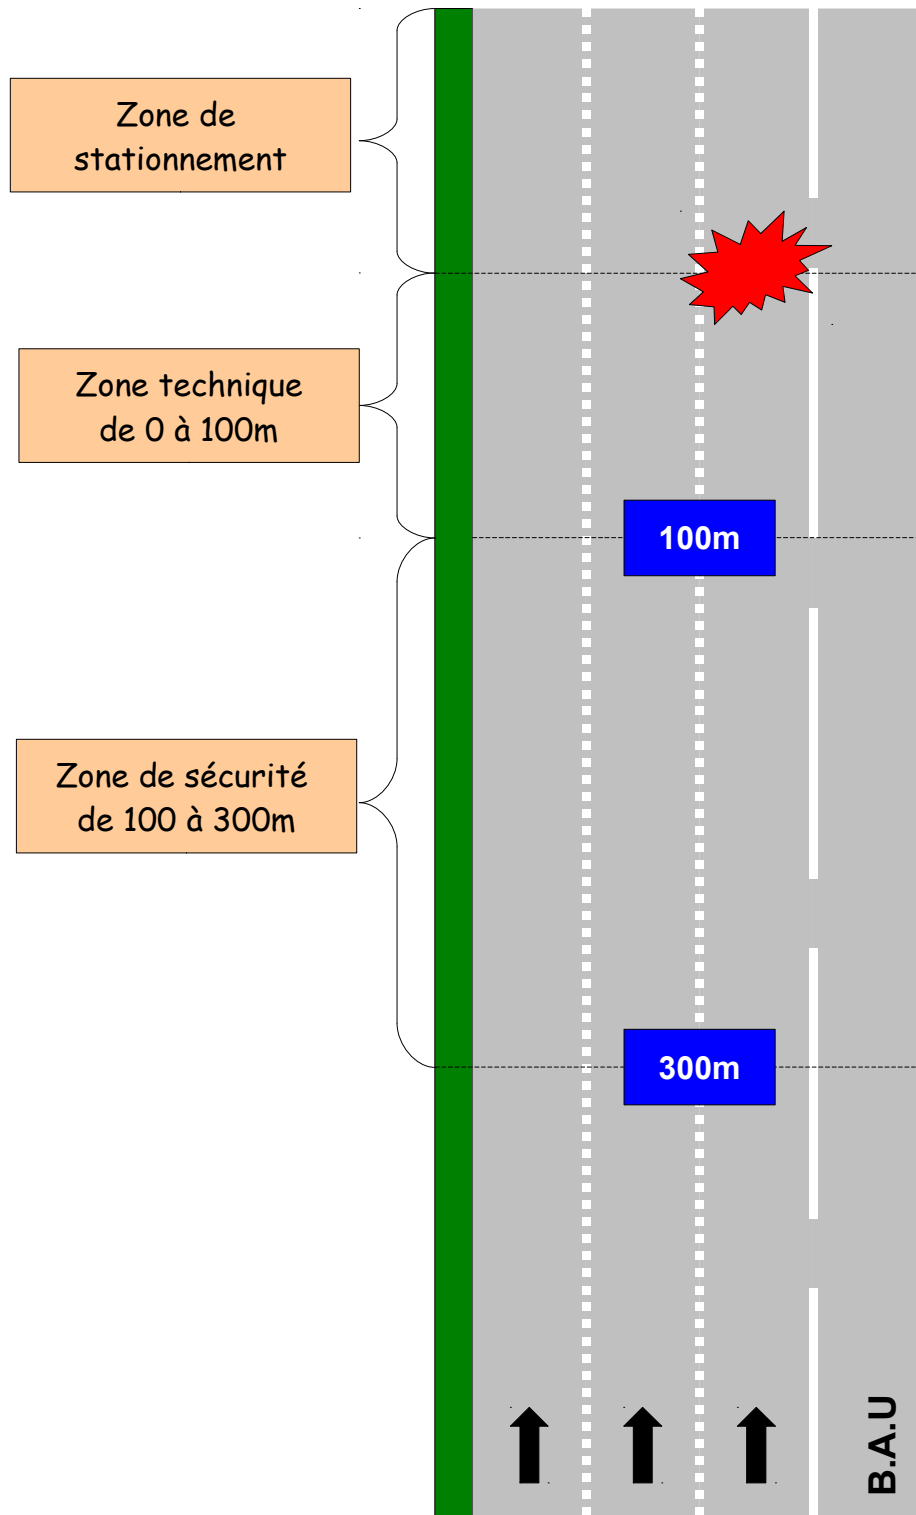 Zone de
stationnement
Zone technique
de 0 à 100m
100m
Zone de sécurité
de 100 à 300m
300m
B.A.U